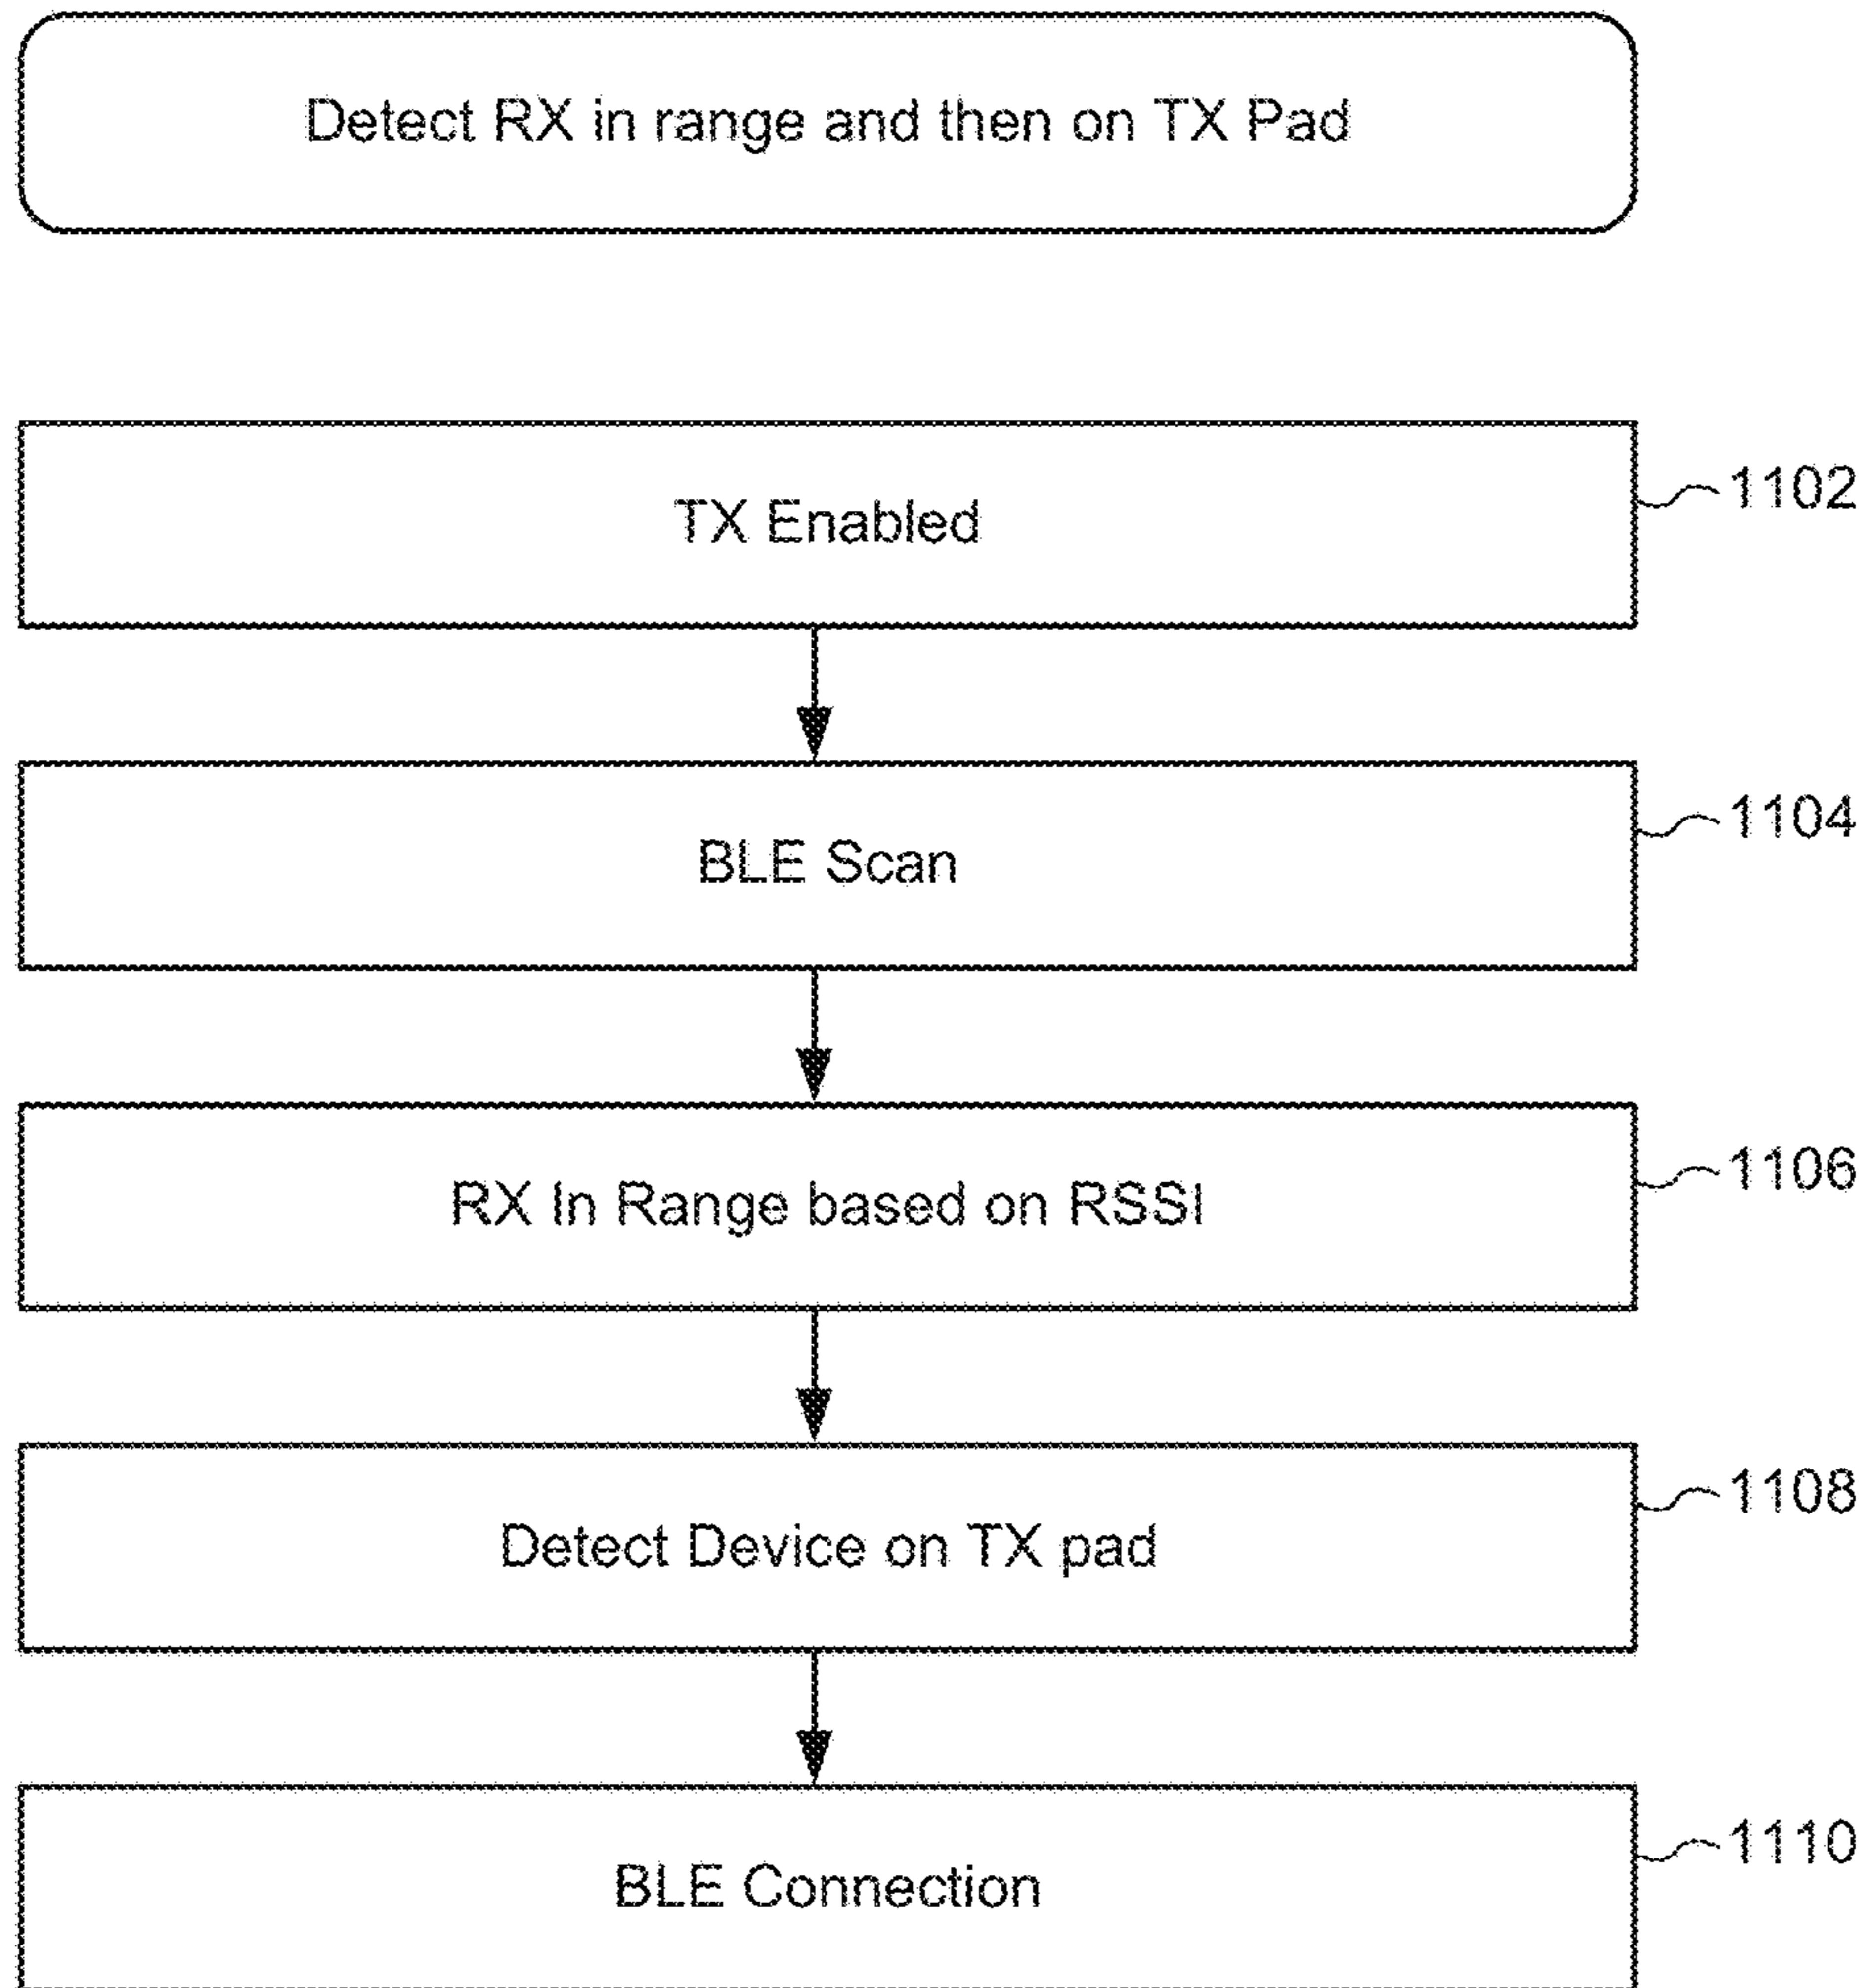 Detect RX in range and then on TX Pad
TX Enabled
1102
BLE Scan
1104
RX In Range based on RSSI
1106
Detect Device on TX pad
1108
BLE Connection
1110